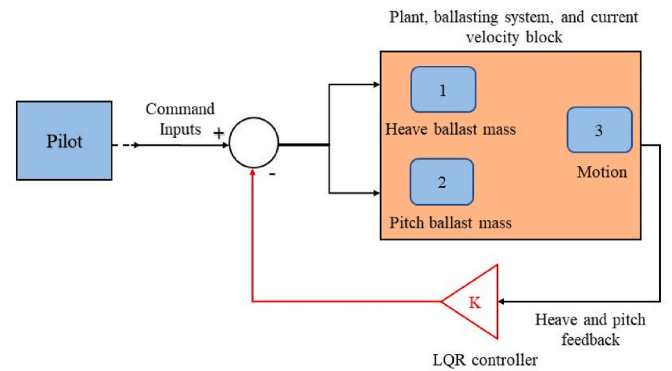 Plant, ballasting system, and current
velocity block
Pilot
Command
Inputs
+
-
1
Heave ballast mass
2
Pitch ballast mass
3
Motion
K
LQR controller
Heave and pitch
feedback